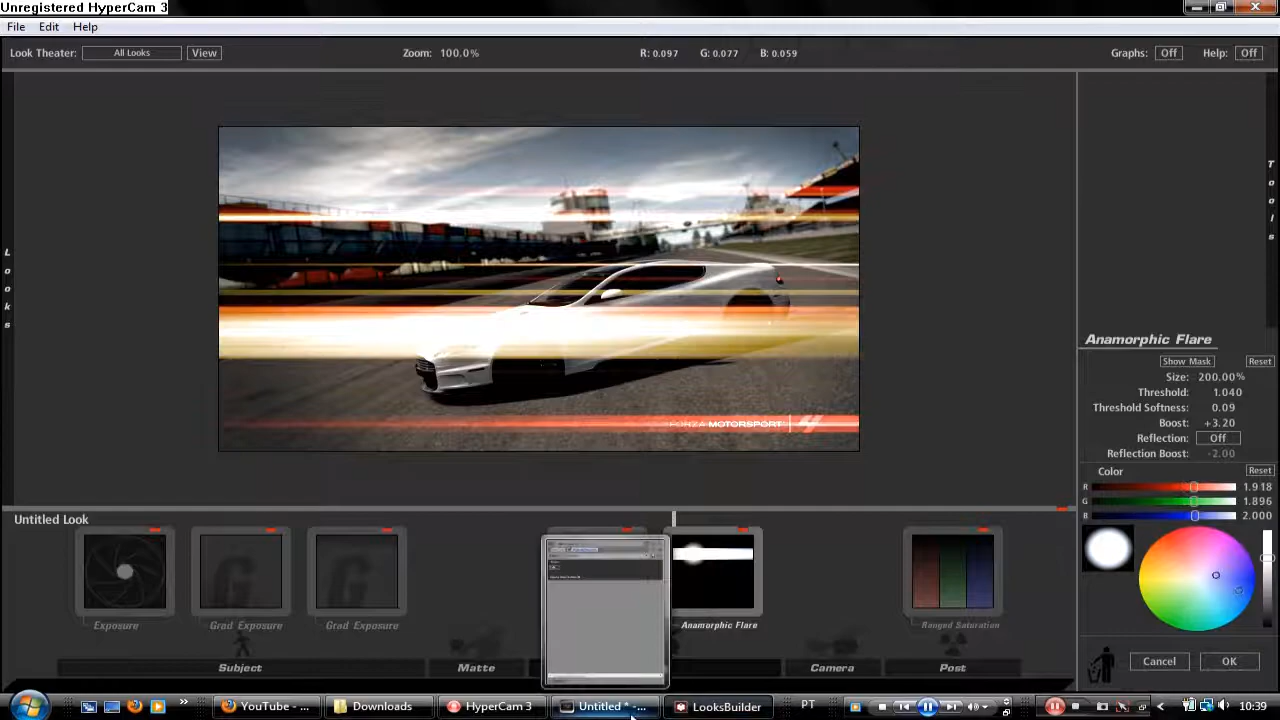 Unregistered HyperCam 3
File Edit Help
Look Theater: All Looks View Zoom: 100.0% R: 0.097 G: 0.077 B: 0.059 Graphs: Off Help: Off
Looks
Tools
FORZA MOTORSPORT 4
Anamorphic Flare
Show Mask Reset
Size: 200.00%
Threshold: 1.040
Threshold Softness: 0.09
Boost: +3.20
Reflection: Off
Reflection Boost: -2.00
Color Reset
R 1.918
G 1.896
B 2.000
Untitled Look
Exposure Grad Exposure Grad Exposure Anamorphic Flare Ranged Saturation
Subject Matte Camera Post
Cancel OK
YouTube - ... Downloads HyperCam 3 Untitled * -... LooksBuilder PT 10:39